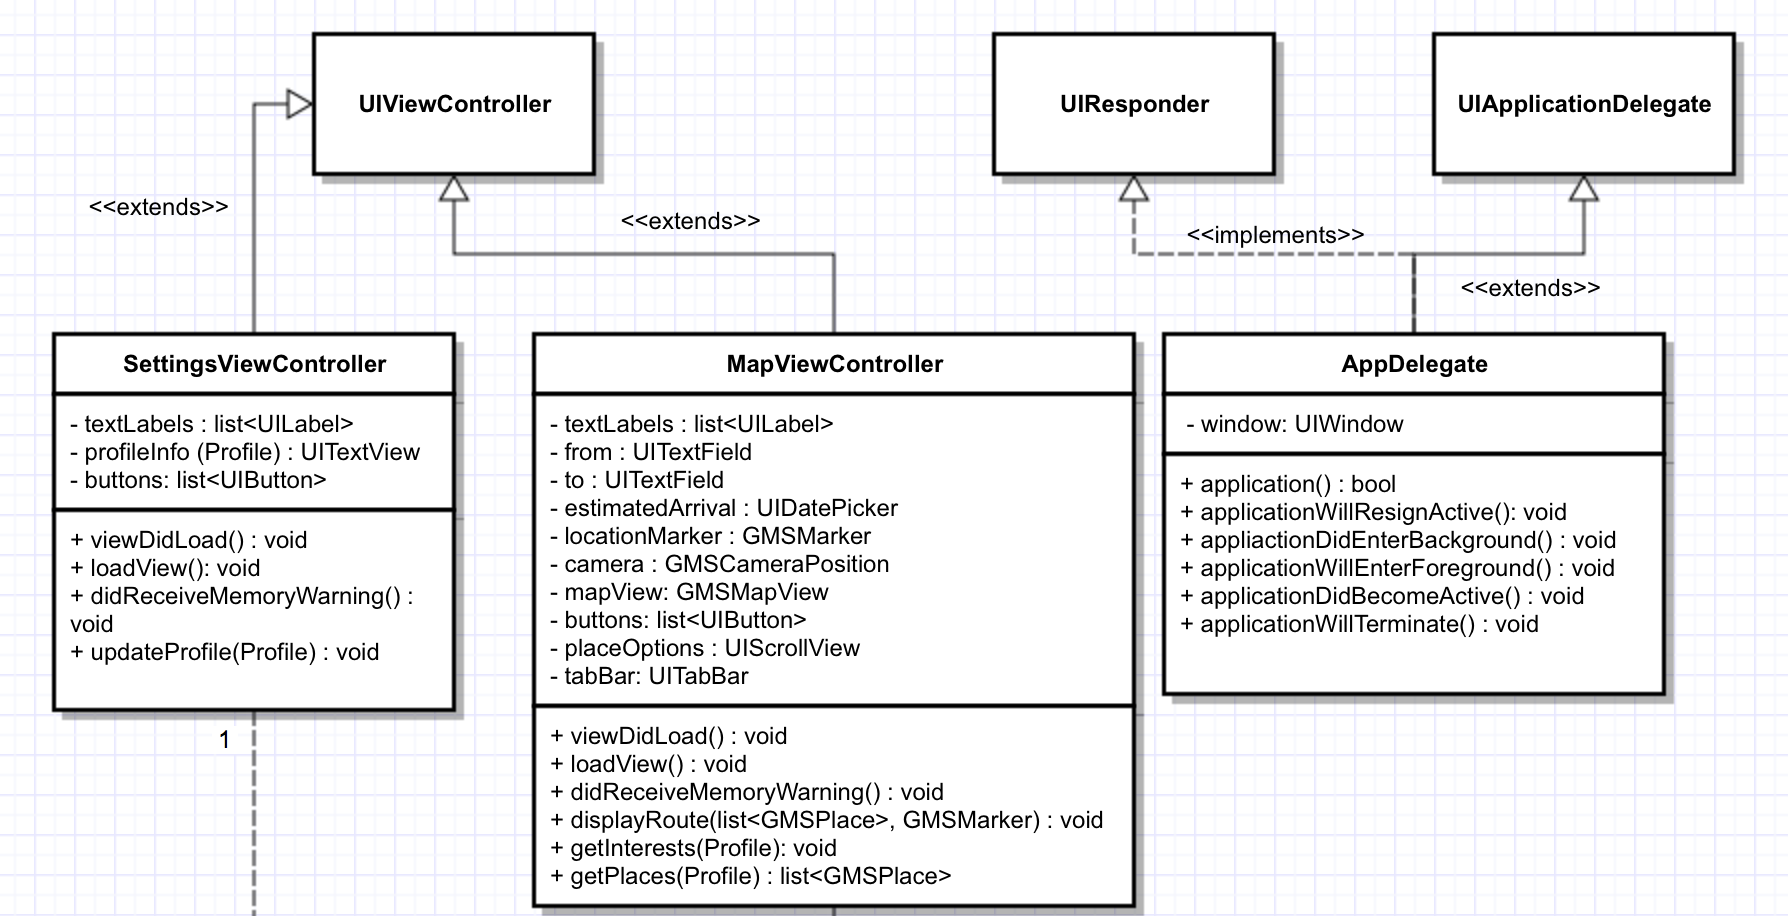 UIViewController
UIResponder
UIApplicationDelegate
<<extends>>
<<extends>>
<<implements>>
<<extends>>
SettingsViewController
- textLabels : list<UILabel>
- profileInfo (Profile) : UITextView
- buttons: list<UIButton>
+ viewDidLoad() : void
+ loadView(): void
+ didReceiveMemoryWarning() :
void
+ updateProfile(Profile) : void
1
MapViewController
- textLabels : list<UILabel>
- from : UITextField
- to : UITextField
- estimatedArrival : UIDatePicker
- locationMarker : GMSMarker
- camera : GMSCameraPosition
- mapView: GMSMapView
- buttons: list<UIButton>
- placeOptions : UIScrollView
- tabBar: UITabBar
+ viewDidLoad() : void
+ loadView() : void
+ didReceiveMemoryWarning() : void
+ displayRoute(list<GMSPlace>, GMSMarker) : void
+ getInterests(Profile): void
+ getPlaces(Profile) : list<GMSPlace>
AppDelegate
- window: UIWindow
+ application() : bool
+ applicationWillResignActive(): void
+ appliactionDidEnterBackground() : void
+ applicationWillEnterForeground() : void
+ applicationDidBecomeActive() : void
+ applicationWillTerminate() : void